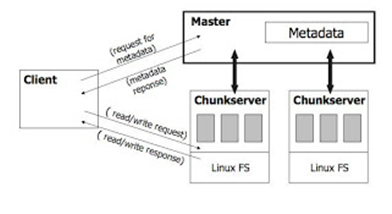 Master
Metadata
(request for
metadata)
(metadata
reponse)
Client
Chunkserver
Chunkserver
( read/write request)
( read/write response)
Linux FS
Linux FS